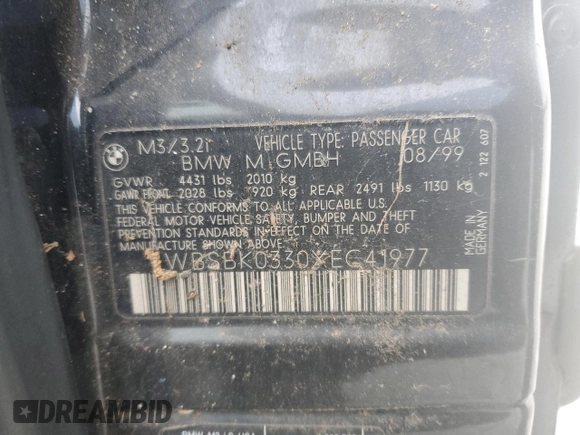 BMW
M3/3.2i VEHICLE TYPE: PASSENGER CAR
BMW M GMBH 08/99
GVWR 4431 lbs 2010 kg
GAWR FRONT 2028 lbs 920 kg REAR 2491 lbs 1130 kg
THIS VEHICLE CONFORMS TO ALL APPLICABLE
FEDERAL MOTOR VEHICLE SAFETY, BUMPER AND THEFT
PREVENTION STANDARDS IN EFFECT ON THE DATE OF
MANUFACTURE SHOWN ABOVE.
WBSBK0330XEC41977
MADE IN GERMANY
2 122 607
DREAMBID